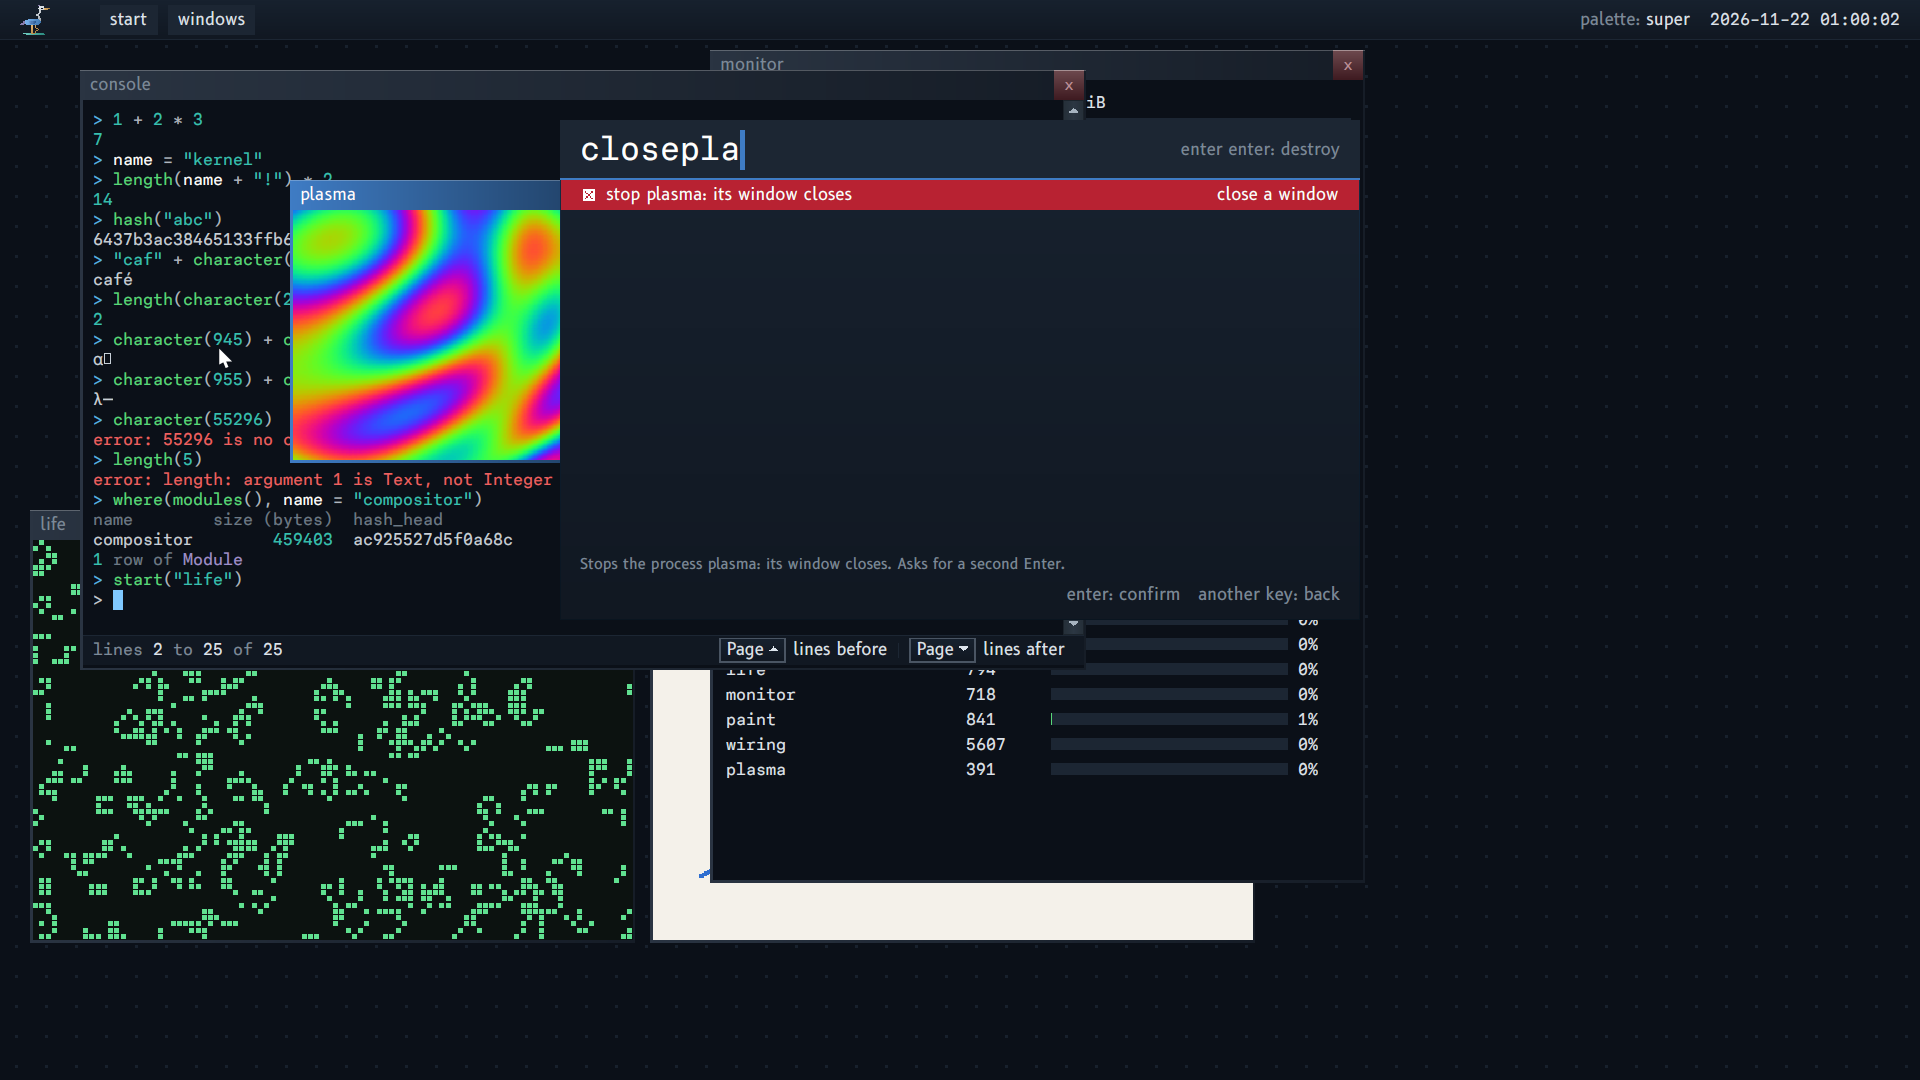 start windows palette: super 2026-11-22 01:00:02
monitor x
console x
iB
> 1 + 2 * 3
7
> name = "kernel"
> length(name + "!") * 2
14
> hash("abc")
6437b3ac38465133ffb6
> "caf" + character(
café
> length(character(2
2
> character(945) + c
α
> character(955) + c
λ—
> character(55296)
error: 55296 is no c
> length(5)
error: length: argument 1 is Text, not Integer
> where(modules(), name = "compositor")
name size (bytes) hash_head
compositor 459403 ac925527d5f0a68c
1 row of Module
> start("life")
>
lines 2 to 25 of 25 Page lines before Page lines after
plasma
closepla enter enter: destroy
stop plasma: its window closes close a window
Stops the process plasma: its window closes. Asks for a second Enter.
enter: confirm another key: back
life
0%
0%
life 794 0%
monitor 718 0%
paint 841 1%
wiring 5607 0%
plasma 391 0%